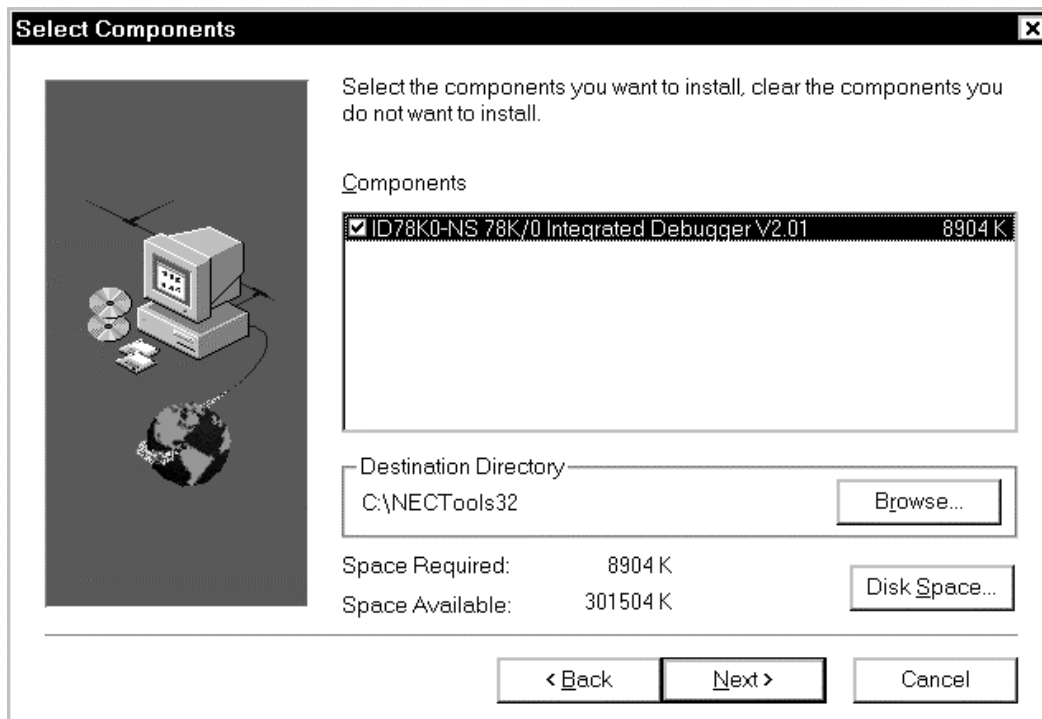 Select Components
Select the components you want to install, clear the components you
do not want to install.
Components
ID78K0-NS 78K/0 Integrated Debugger V2.01 8904 K
Destination Directory
C:\NECTools32
Browse...
Space Required: 8904 K
Space Available: 301504 K
Disk Space...
< Back
Next >
Cancel